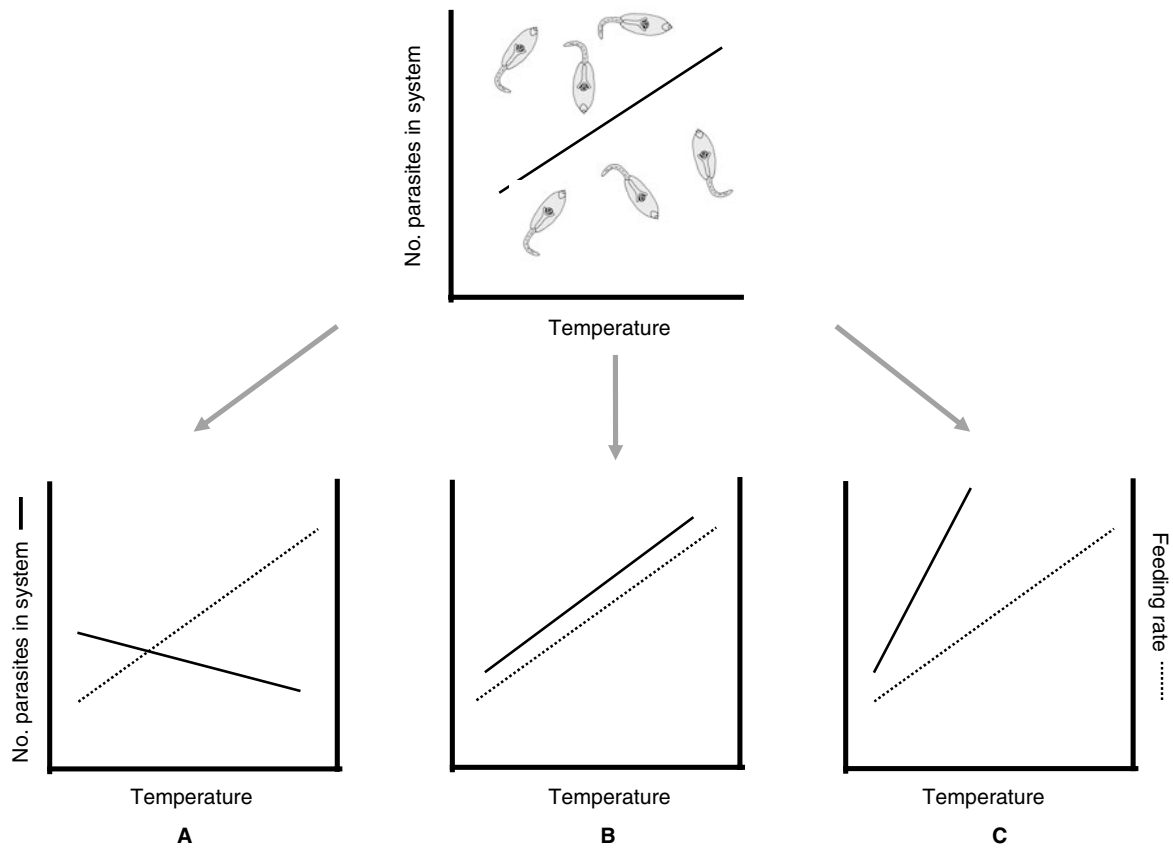 No. parasites in system
Temperature
No. parasites in system
Temperature
A
Temperature
B
Temperature
C
Feeding rate